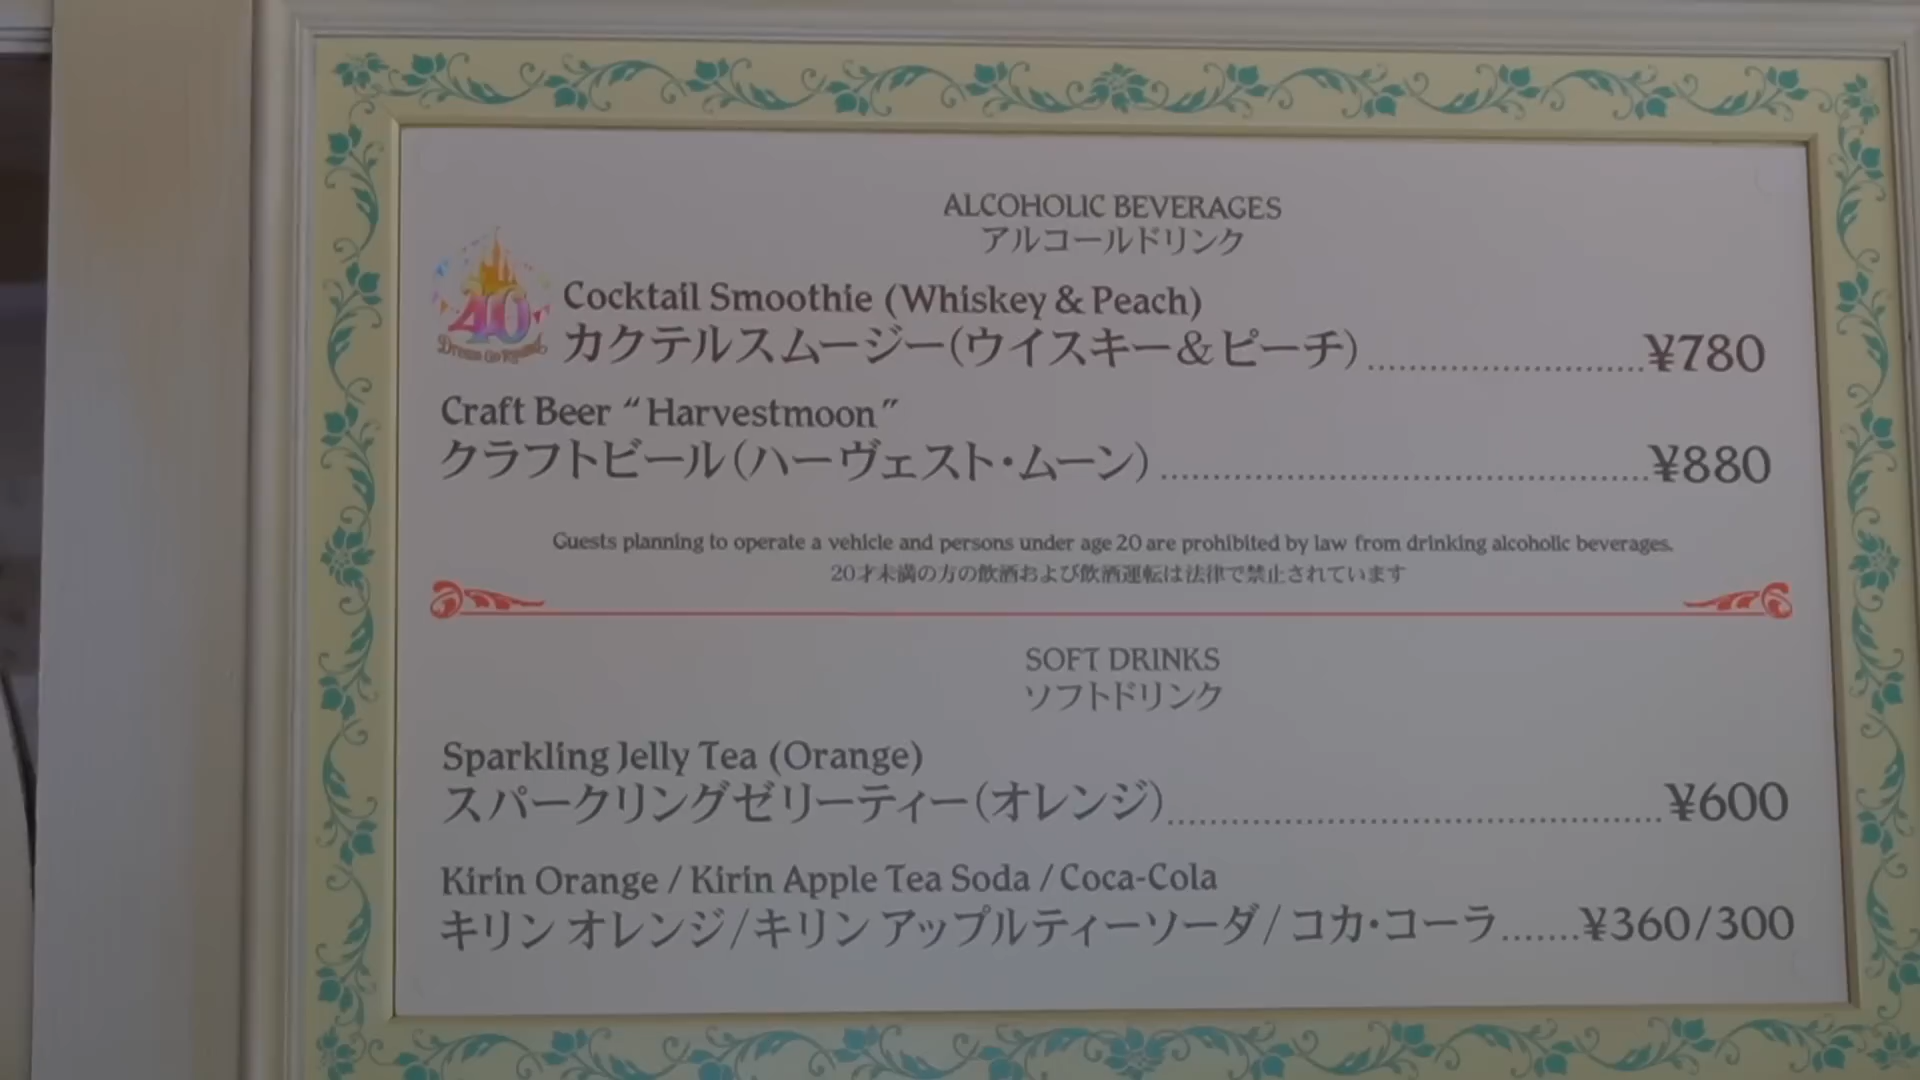 ALCOHOLIC BEVERAGES
アルコールドリンク
40
Cocktail Smoothie (Whiskey & Peach)
カクテルスムージー(ウイスキー&ピーチ) ¥780
Craft Beer “Harvestmoon”
クラフトビール(ハーヴェスト・ムーン) ¥880
Guests planning to operate a vehicle and persons under age 20 are prohibited by law from drinking alcoholic beverages.
20才未満の方の飲酒および飲酒運転は法律で禁止されています
SOFT DRINKS
ソフトドリンク
Sparkling Jelly Tea (Orange)
スパークリングゼリーティー(オレンジ) ¥600
Kirin Orange / Kirin Apple Tea Soda / Coca-Cola
キリン オレンジ/キリン アップルティーソーダ/コカ・コーラ ¥360/300